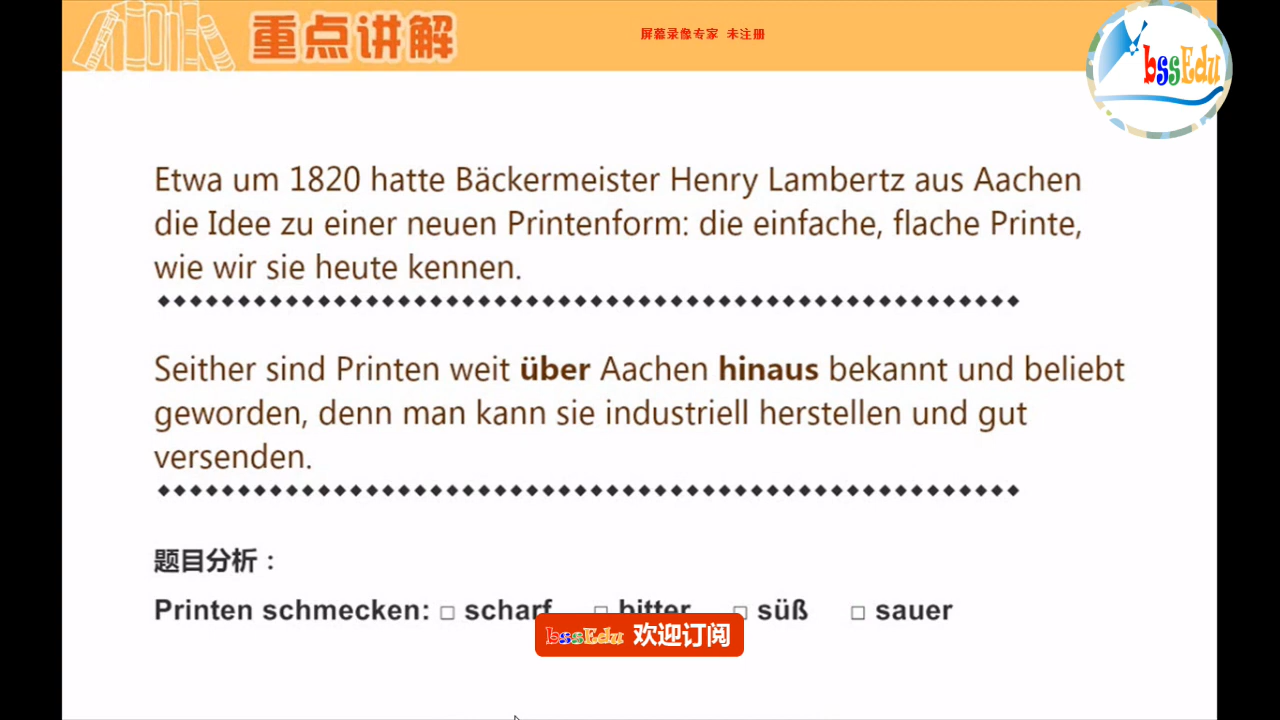 重点讲解
屏幕录像专家 未注册
bssEdu
Etwa um 1820 hatte Bäckermeister Henry Lambertz aus Aachen
die Idee zu einer neuen Printenform: die einfache, flache Printe,
wie wir sie heute kennen.
Seither sind Printen weit über Aachen hinaus bekannt und beliebt
geworden, denn man kann sie industriell herstellen und gut
versenden.
题目分析：
Printen schmecken: □ scharf □ bitter □ süß □ sauer
bssEdu 欢迎订阅